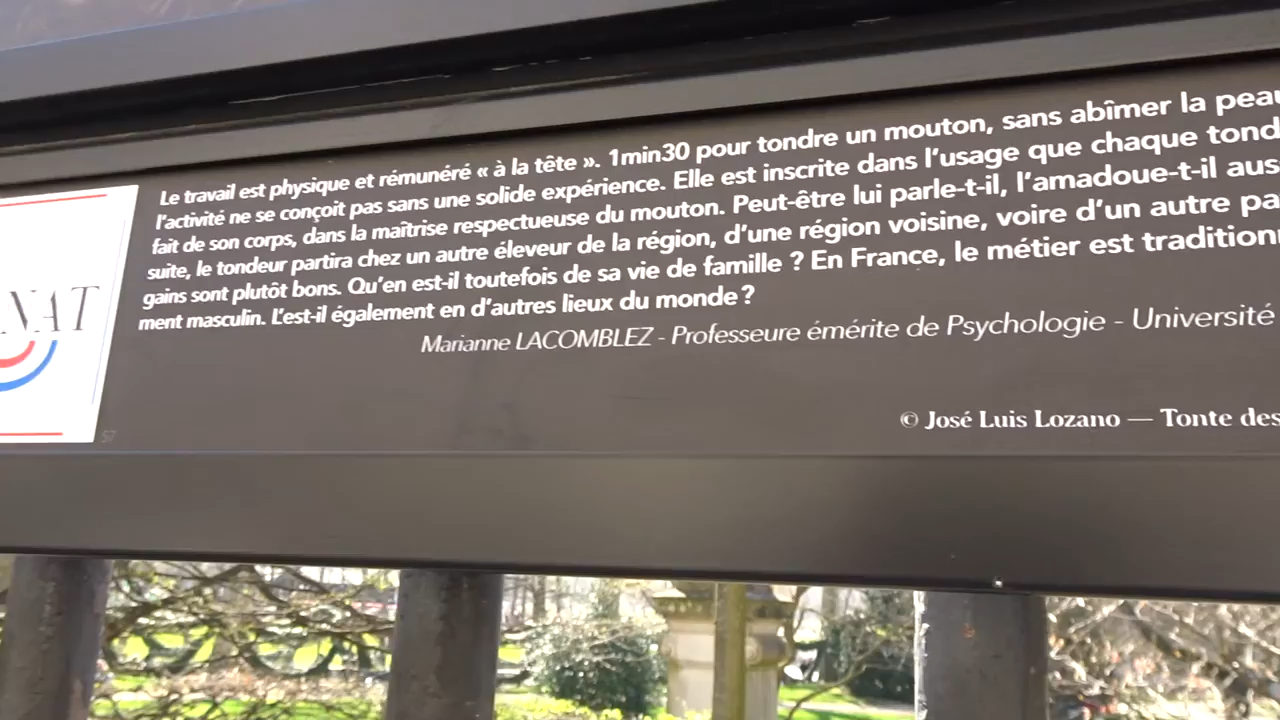 Le travail est physique et rémunéré « à la tête ». 1min30 pour tondre un mouton, sans abîmer la peau
l'activité ne se conçoit pas sans une solide expérience. Elle est inscrite dans l'usage que chaque tond
fait de son corps, dans la maîtrise respectueuse du mouton. Peut-être lui parle-t-il, l'amadoue-t-il aus
suite, le tondeur partira chez un autre éleveur de la région, d'une région voisine, voire d'un autre pa
gains sont plutôt bons. Qu'en est-il toutefois de sa vie de famille ? En France, le métier est tradition
ment masculin. L'est-il également en d'autres lieux du monde ?
Marianne LACOMBLEZ - Professeure émérite de Psychologie - Université
NAT
© José Luis Lozano — Tonte des
57